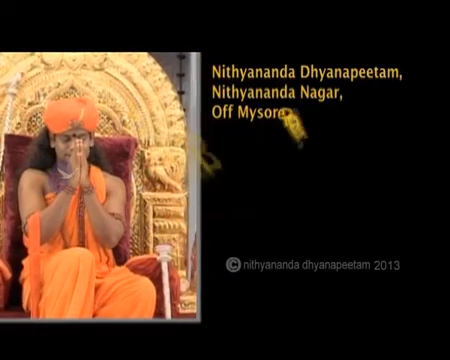 Nithyananda Dhyanapeetam,
Nithyananda Nagar,
Off Mysore
© nithyananda dhyanapeetam 2013